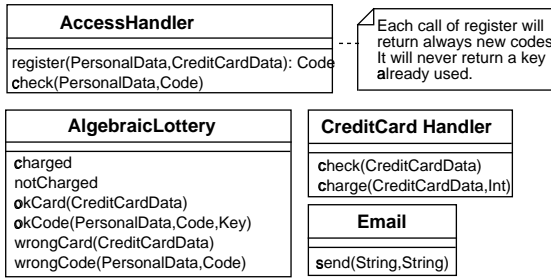 AccessHandler
register(PersonalData,CreditCardData): Code
check(PersonalData,Code)
Each call of register will
return always new codes.
It will never return a key
already used.
AlgebraicLottery
charged
notCharged
okCard(CreditCardData)
okCode(PersonalData,Code,Key)
wrongCard(CreditCardData)
wrongCode(PersonalData,Code)
CreditCard Handler
check(CreditCardData)
charge(CreditCardData,Int)
Email
send(String,String)